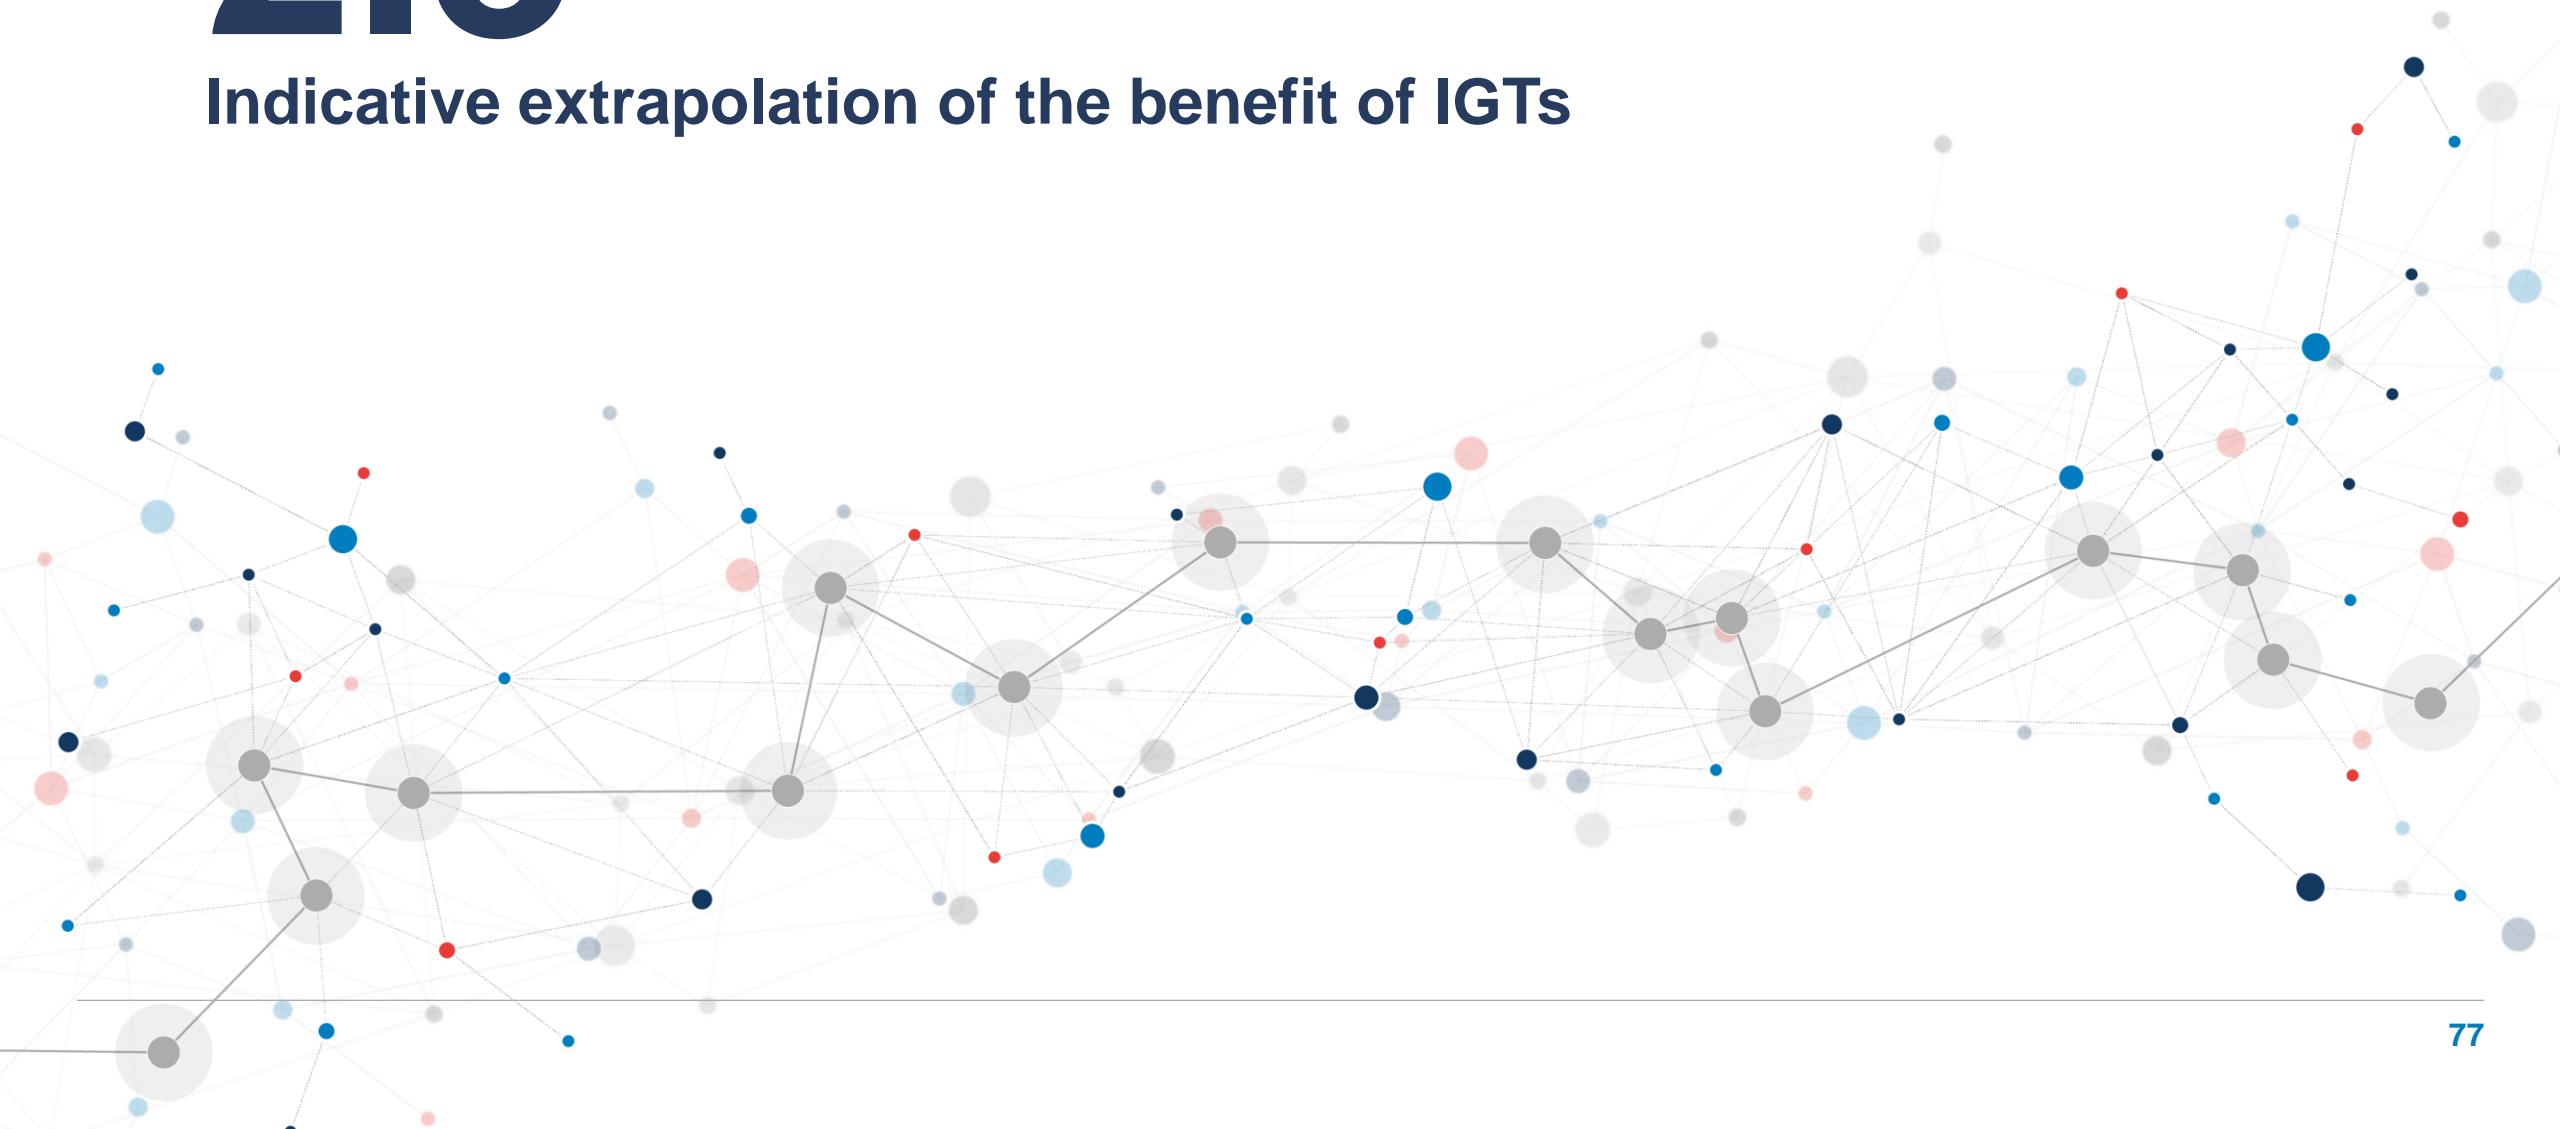 Indicative extrapolation of the benefit of IGTs
77